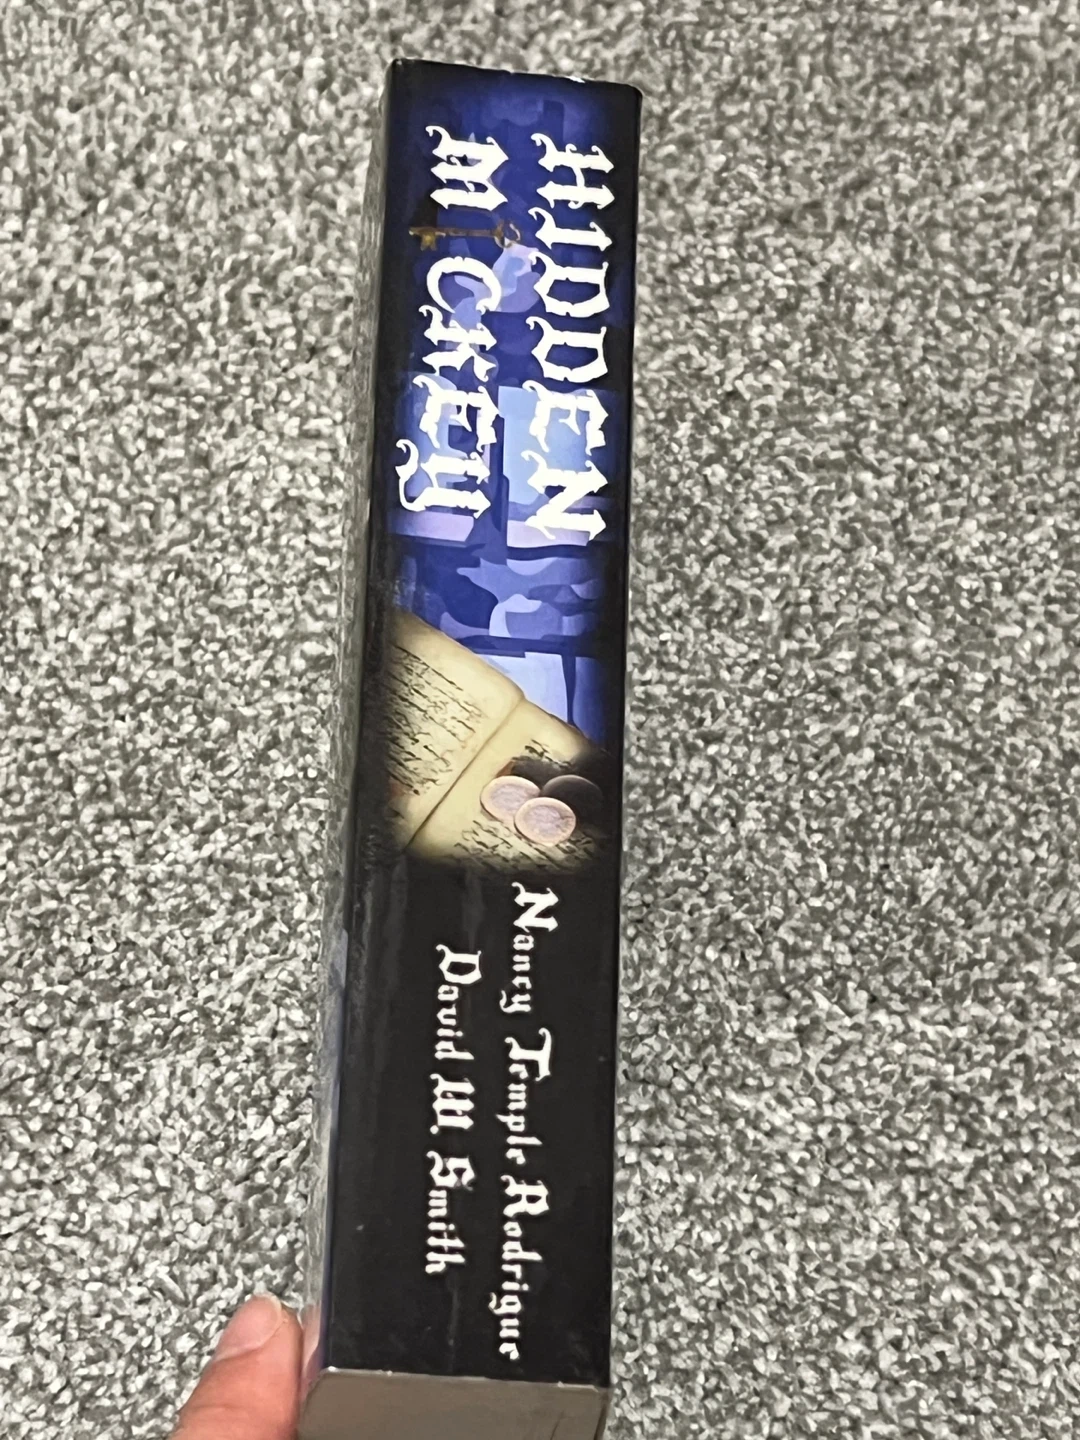 HIDDEN
MICKEY
Nancy Temple Rodrigue
David W. Smith